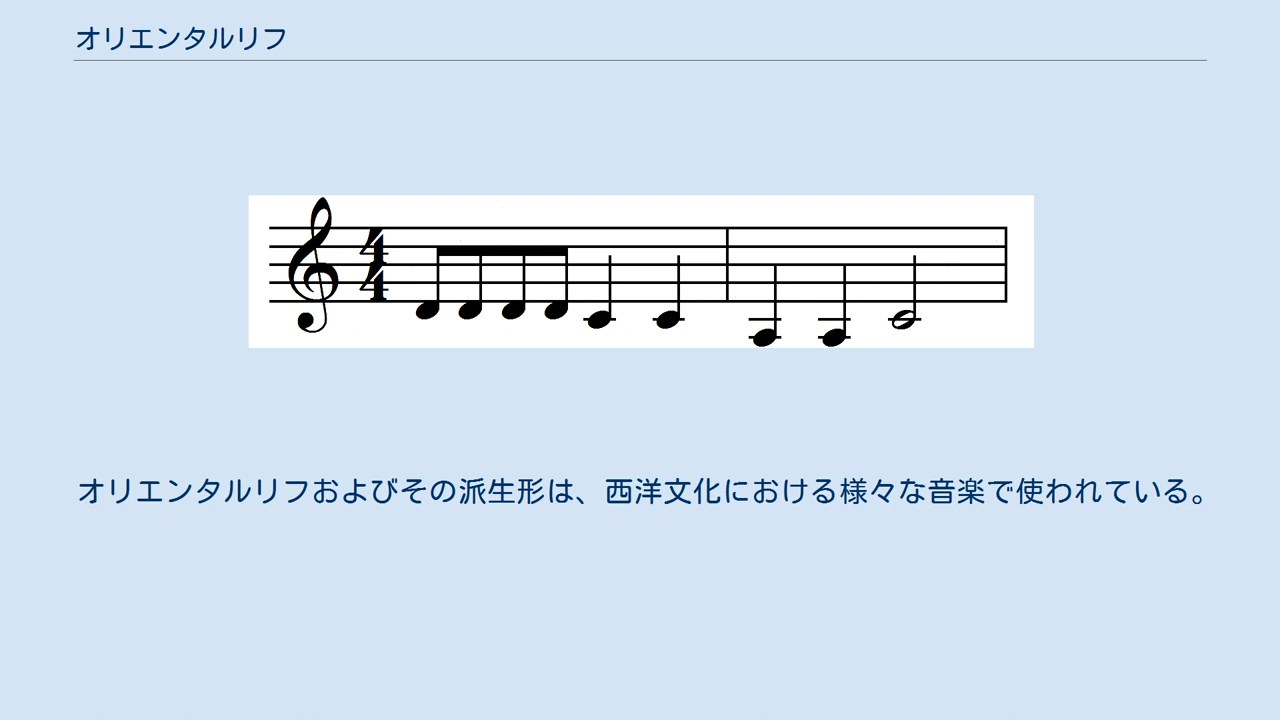 オリエンタルリフ
4
4
オリエンタルリフおよびその派生形は、西洋文化における様々な音楽で使われている。